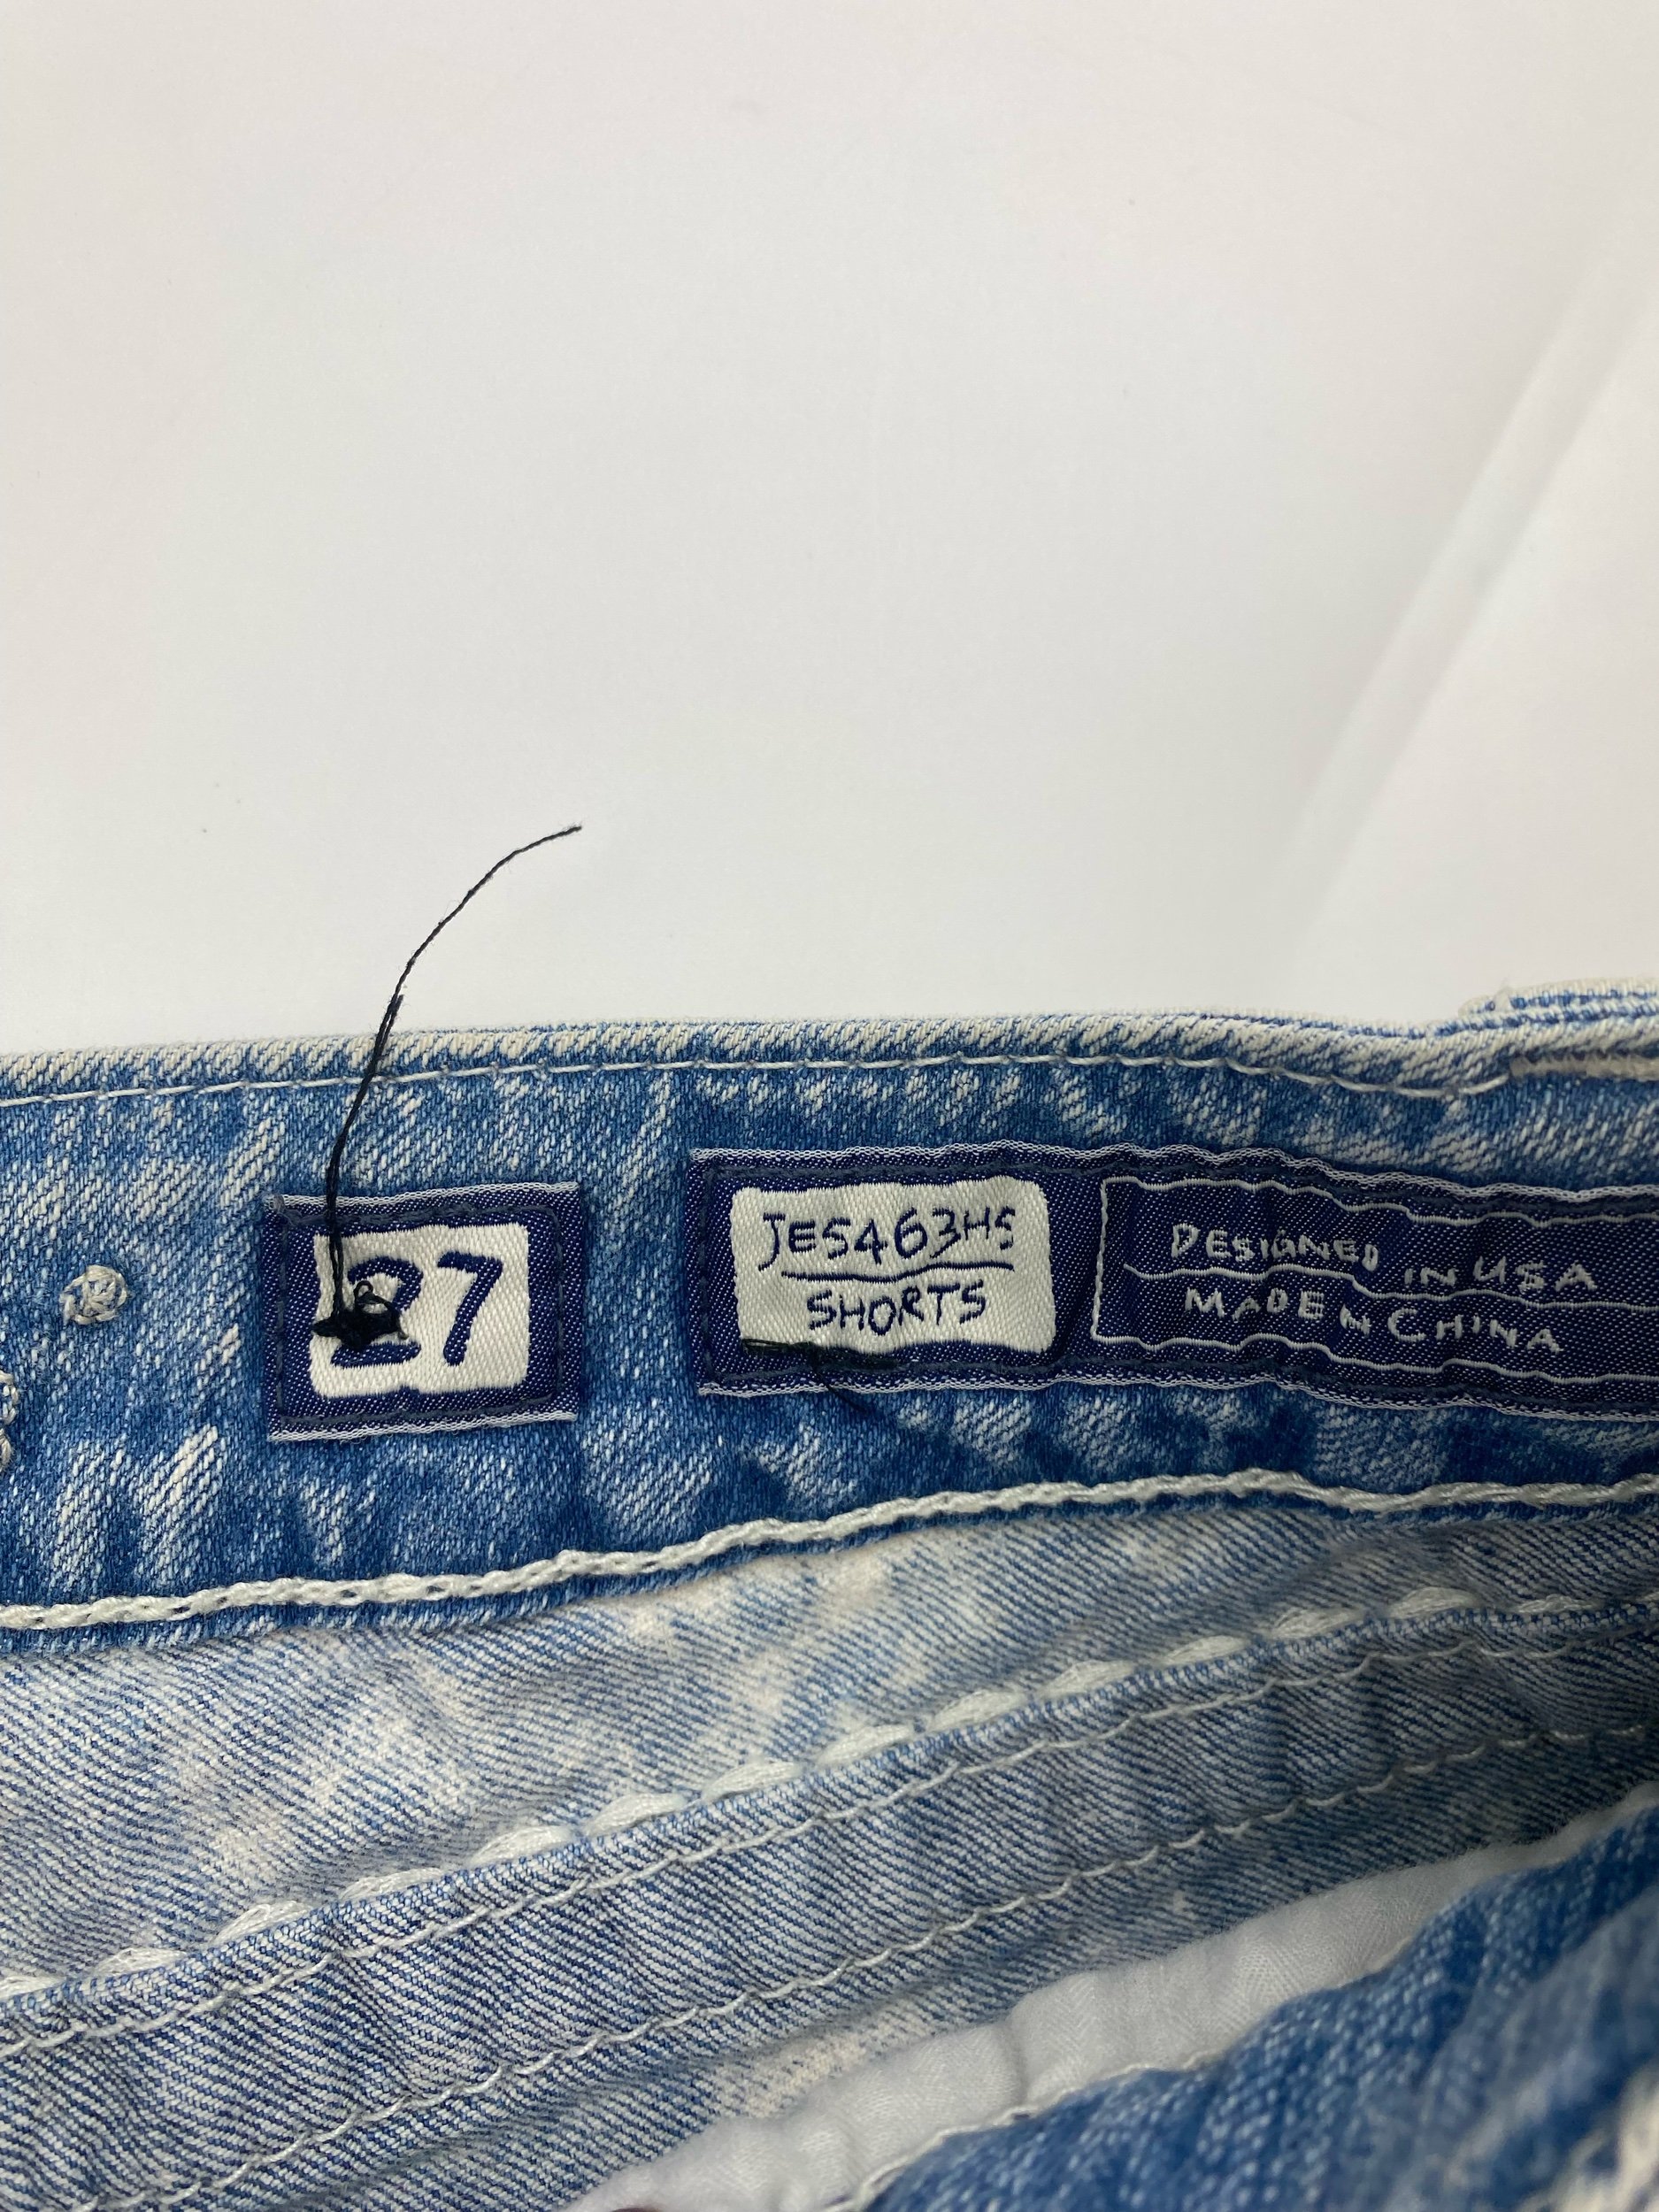 27
JES463HS
SHORTS
DESIGNED IN USA
MADE IN CHINA